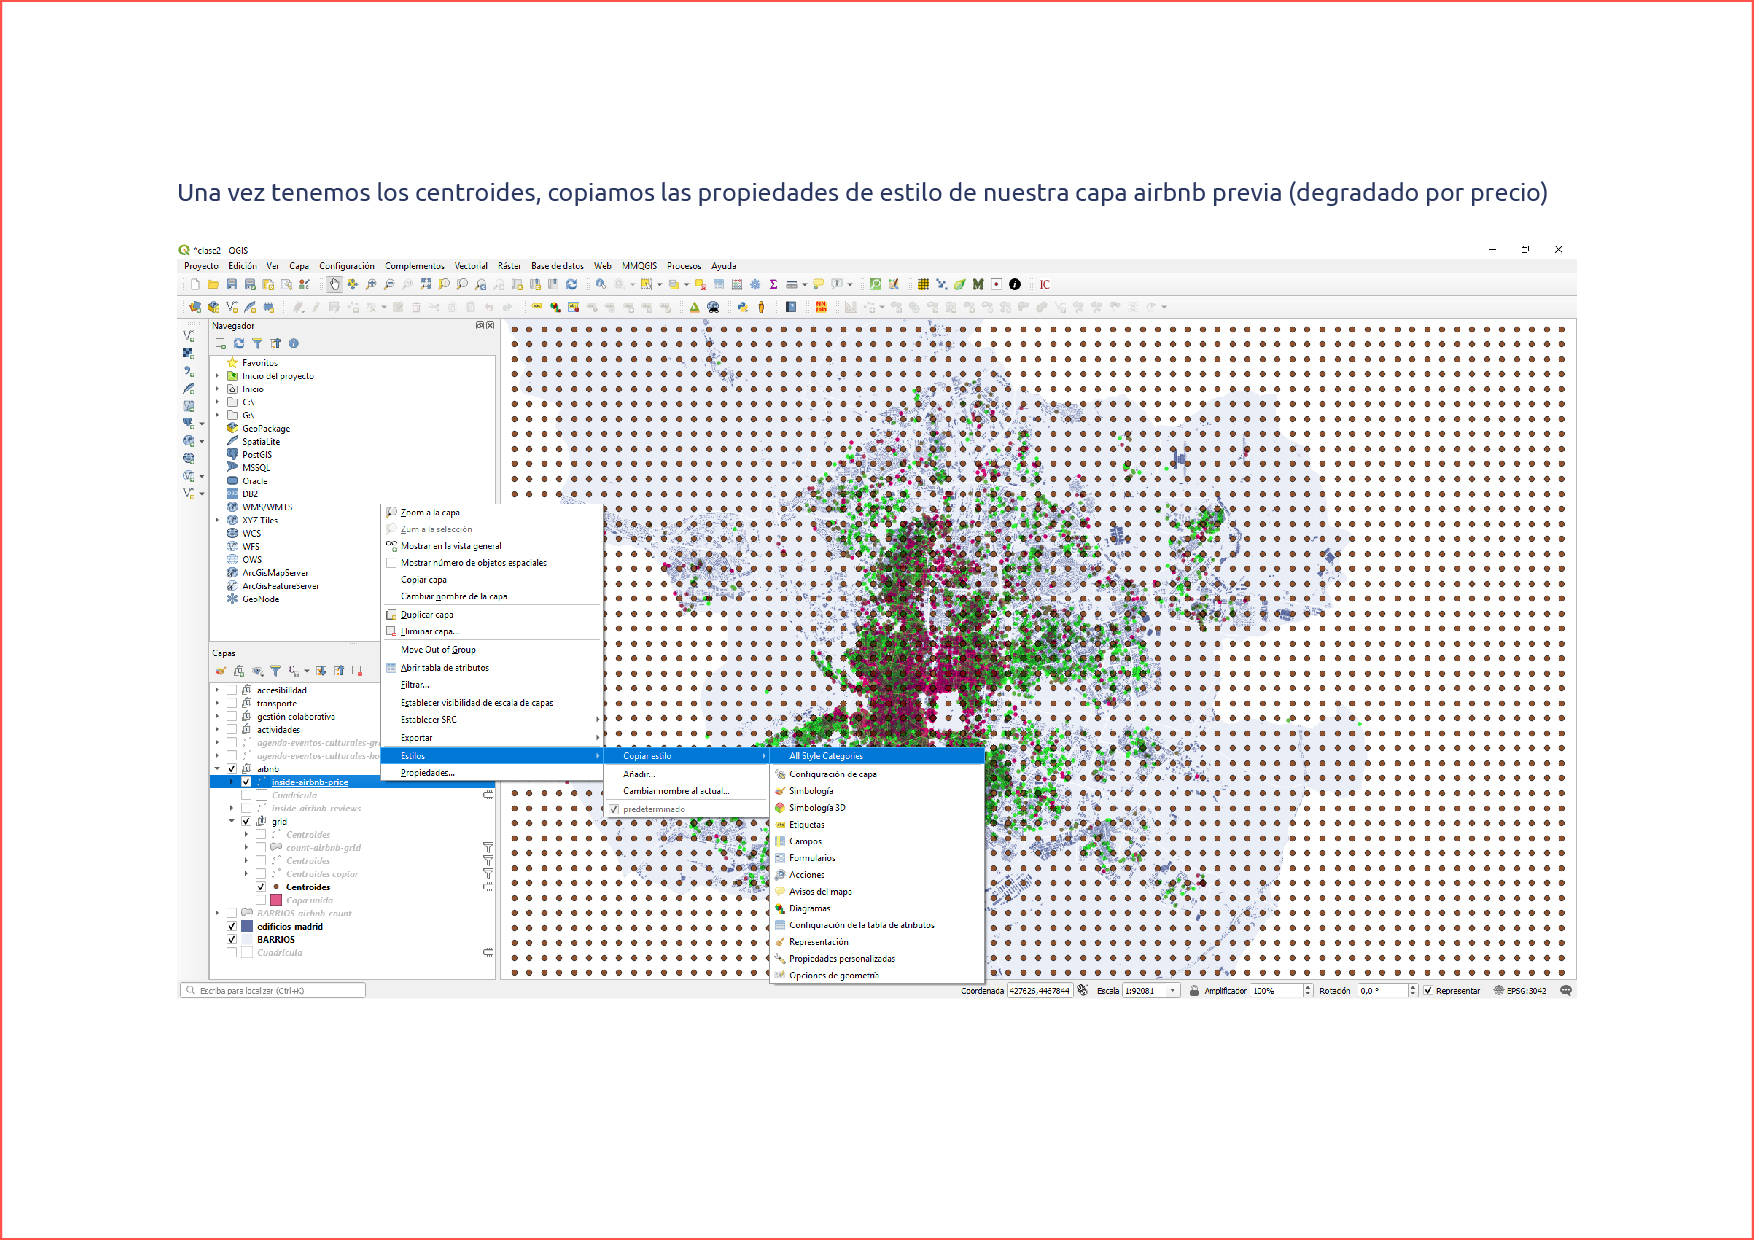 Una vez tenemos los centroides, copiamos las propiedades de estilo de nuestra capa airbnb previa (degradado por precio)
*clase2 - QGIS
Proyecto Edición Ver Capa Configuración Complementos Vectorial Ráster Base de datos Web MMQGIS Procesos Ayuda
IC
Navegador
Favoritos
Inicio del proyecto
Inicio
C:\
G:\
GeoPackage
SpatiaLite
PostGIS
MSSQL
Oracle
DB2
WMS/WMTS
XYZ Tiles
WCS
WFS
OWS
ArcGisMapServer
ArcGisFeatureServer
GeoNode
Capas
accesibilidad
transporte
gestión colaborativa
actividades
agenda-eventos-culturales-gr
agenda-eventos-culturales-ho
airbnb
inside-airbnb-price
Cuadrícula
inside-airbnb reviews
grid
Centroides
count-airbnb-grid
Centroides
Centroides copiar
Centroides
Capa unida
BARRIOS airbnb count
edificios madrid
BARRIOS
Cuadrícula
Zoom a la capa
Zum a la selección
Mostrar en la vista general
Mostrar número de objetos espaciales
Copiar capa
Cambiar nombre de la capa
Duplicar capa
Eliminar capa...
Move Out of Group
Abrir tabla de atributos
Filtrar...
Establecer visibilidad de escala de capas
Establecer SRC
Exportar
Estilos
Propiedades...
Copiar estilo
Añadir...
Cambiar nombre al actual...
predeterminado
All Style Categories
Configuración de capa
Simbología
Simbología 3D
Etiquetas
Campos
Formularios
Acciones
Avisos del mapa
Diagramas
Configuración de la tabla de atributos
Representación
Propiedades personalizadas
Opciones de geometría
Escriba para localizar (Ctrl+K)
Coordenada 427625,4467844 Escala 1:92081 Amplificador 100% Rotación 0,0 ° Representar EPSG:3042